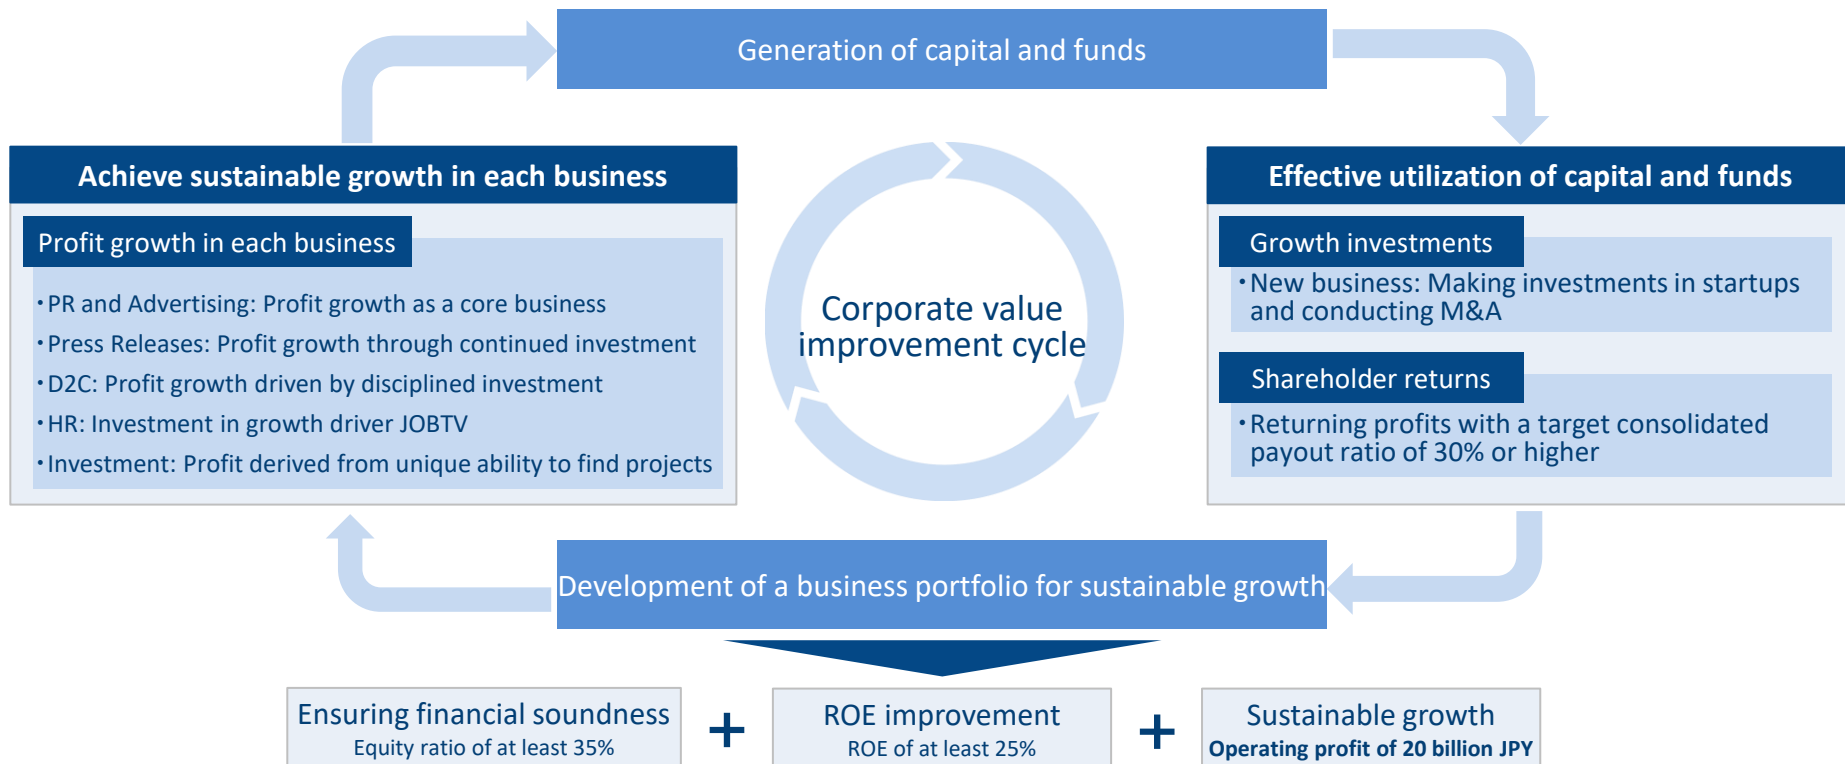 Generation of capital and funds
Achieve sustainable growth in each business
Profit growth in each business
・PR and Advertising: Profit growth as a core business
・Press Releases: Profit growth through continued investment
・D2C: Profit growth driven by disciplined investment
・HR: Investment in growth driver JOBTV
・Investment: Profit derived from unique ability to find projects
Corporate value
improvement cycle
Effective utilization of capital and funds
Growth investments
・New business: Making investments in startups
and conducting M&A
Shareholder returns
・Returning profits with a target consolidated
payout ratio of 30% or higher
Development of a business portfolio for sustainable growth
Ensuring financial soundness
Equity ratio of at least 35%
+
ROE improvement
ROE of at least 25%
+
Sustainable growth
Operating profit of 20 billion JPY